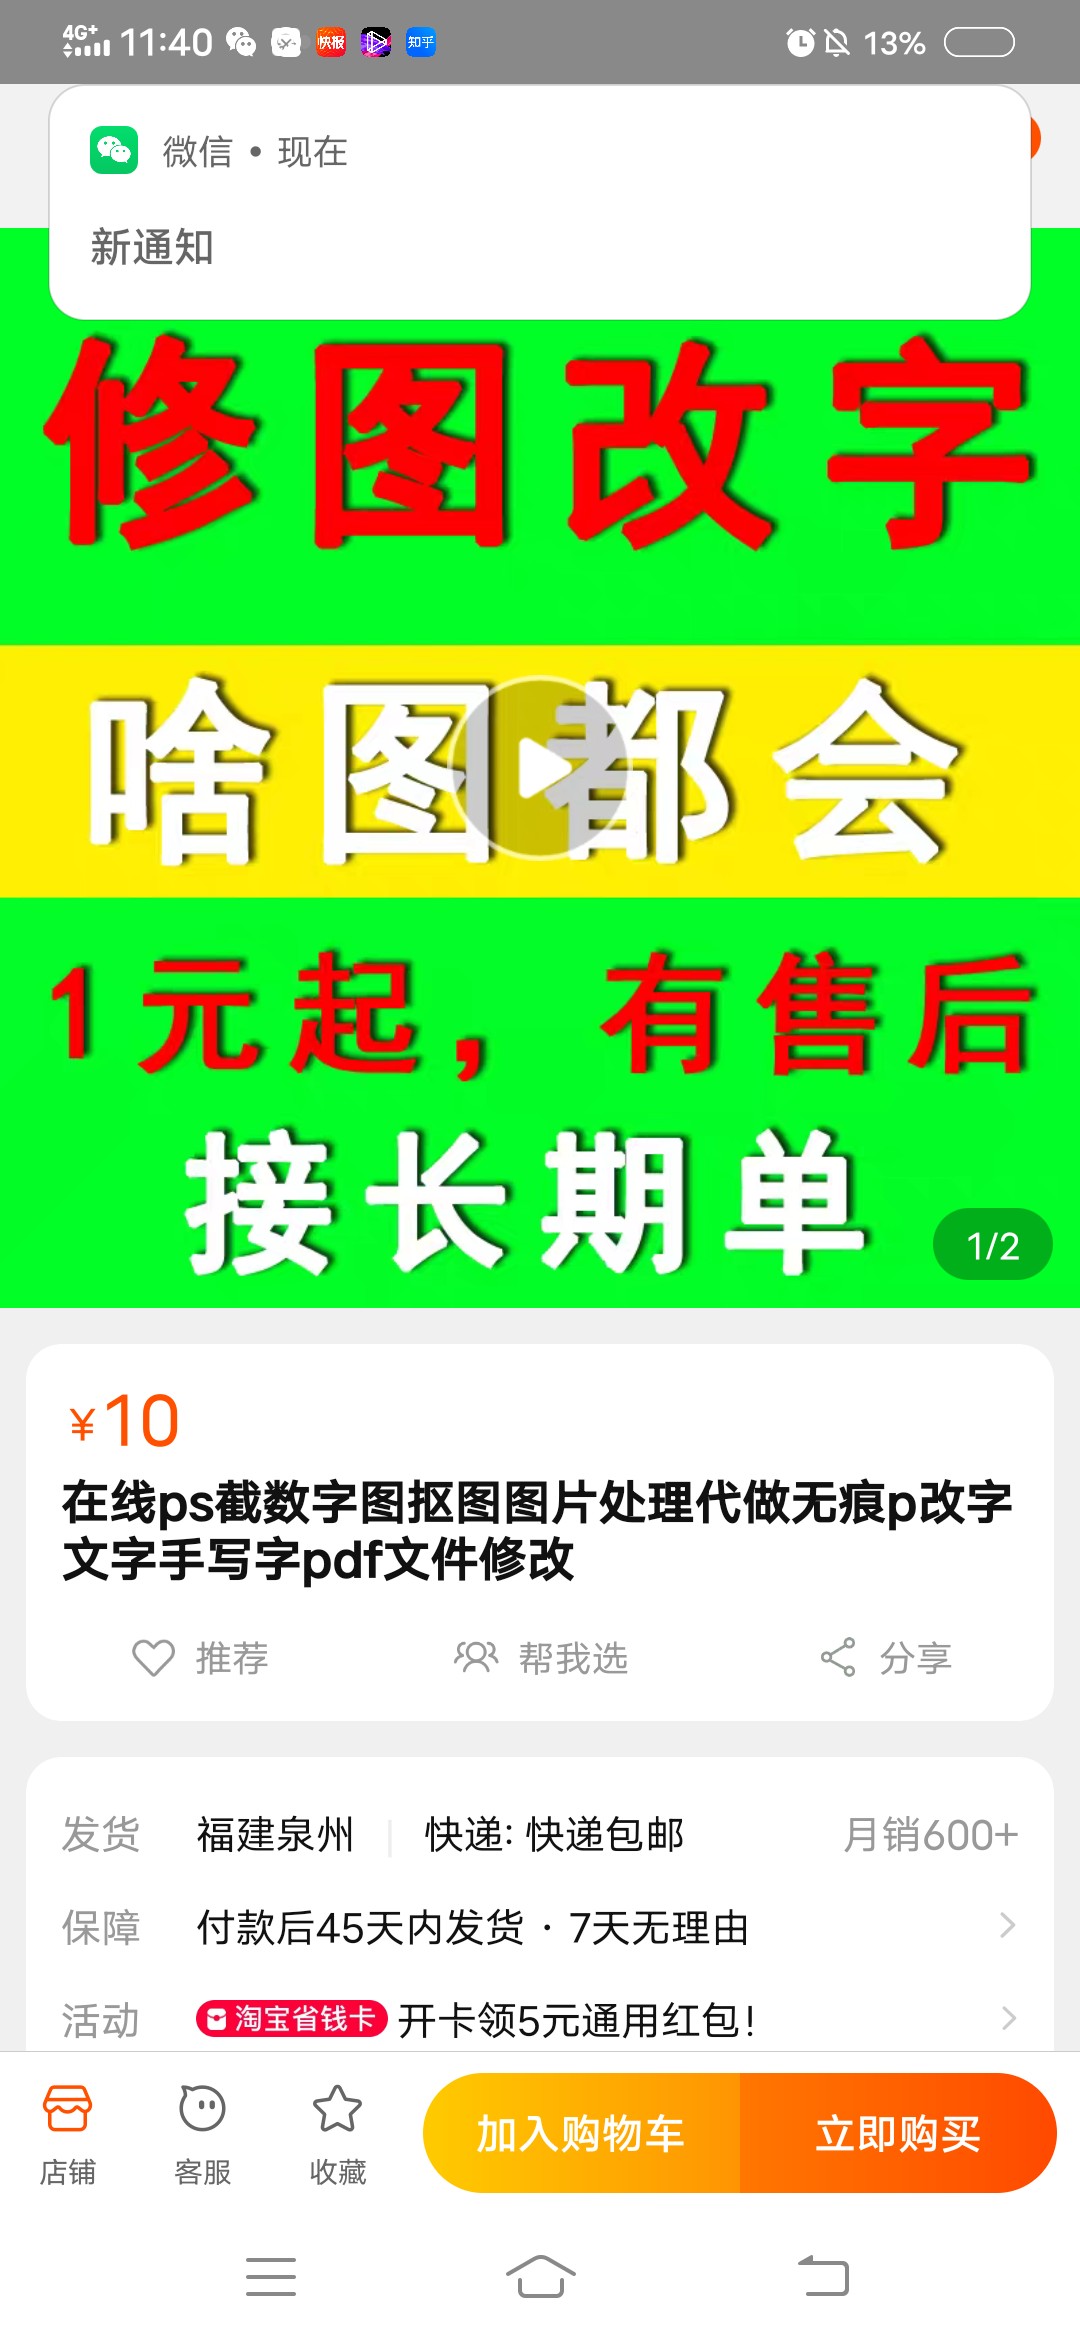 4G+ 11:40 快报 知乎 13%
微信 • 现在
新通知
修图改字
啥图都会
1元起，有售后
接长期单
1/2
¥10
在线ps截数字图抠图图片处理代做无痕p改字
文字手写字pdf文件修改
推荐 帮我选 分享
发货 福建泉州 快递: 快递包邮 月销600+
保障 付款后45天内发货 · 7天无理由
活动 淘宝省钱卡 开卡领5元通用红包!
店铺 客服 收藏 加入购物车 立即购买